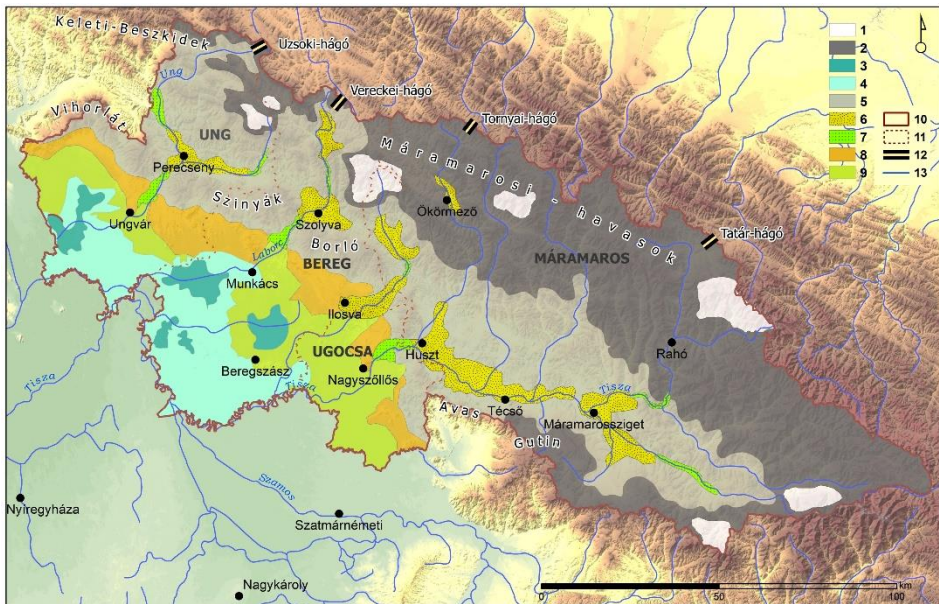 Keleti-Beszkidek
Uzsoki-hágó
Ung
Vereckei-hágó
Vihorlát
Tornyai-hágó
UNG
Perecseny
Máramarosi-havasok
Szinyák
Ökörmező
Ungvár
Szolyva
Tatár-hágó
Laborc
Borló
BEREG
MÁRAMAROS
Munkács
Ilosva
UGOCSA
Huszt
Rahó
Beregszász
Nagyszőllős
Tisza
Tisza
Tisza
Técső
Avas
Máramarossziget
Gutin
Szamos
Nyíregyháza
Szatmárnémeti
Nagykároly
1
2
3
4
5
6
7
8
9
10
11
12
13
km
0
50
100